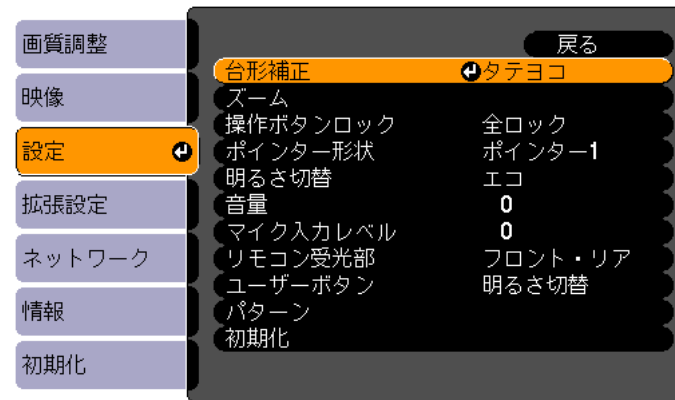 画質調整
映像
設定
拡張設定
ネットワーク
情報
初期化
戻る
台形補正 タテヨコ
ズーム
操作ボタンロック 全ロック
ポインター形状 ポインター1
明るさ切替 エコ
音量 0
マイク入力レベル 0
リモコン受光部 フロント・リア
ユーザーボタン 明るさ切替
パターン
初期化